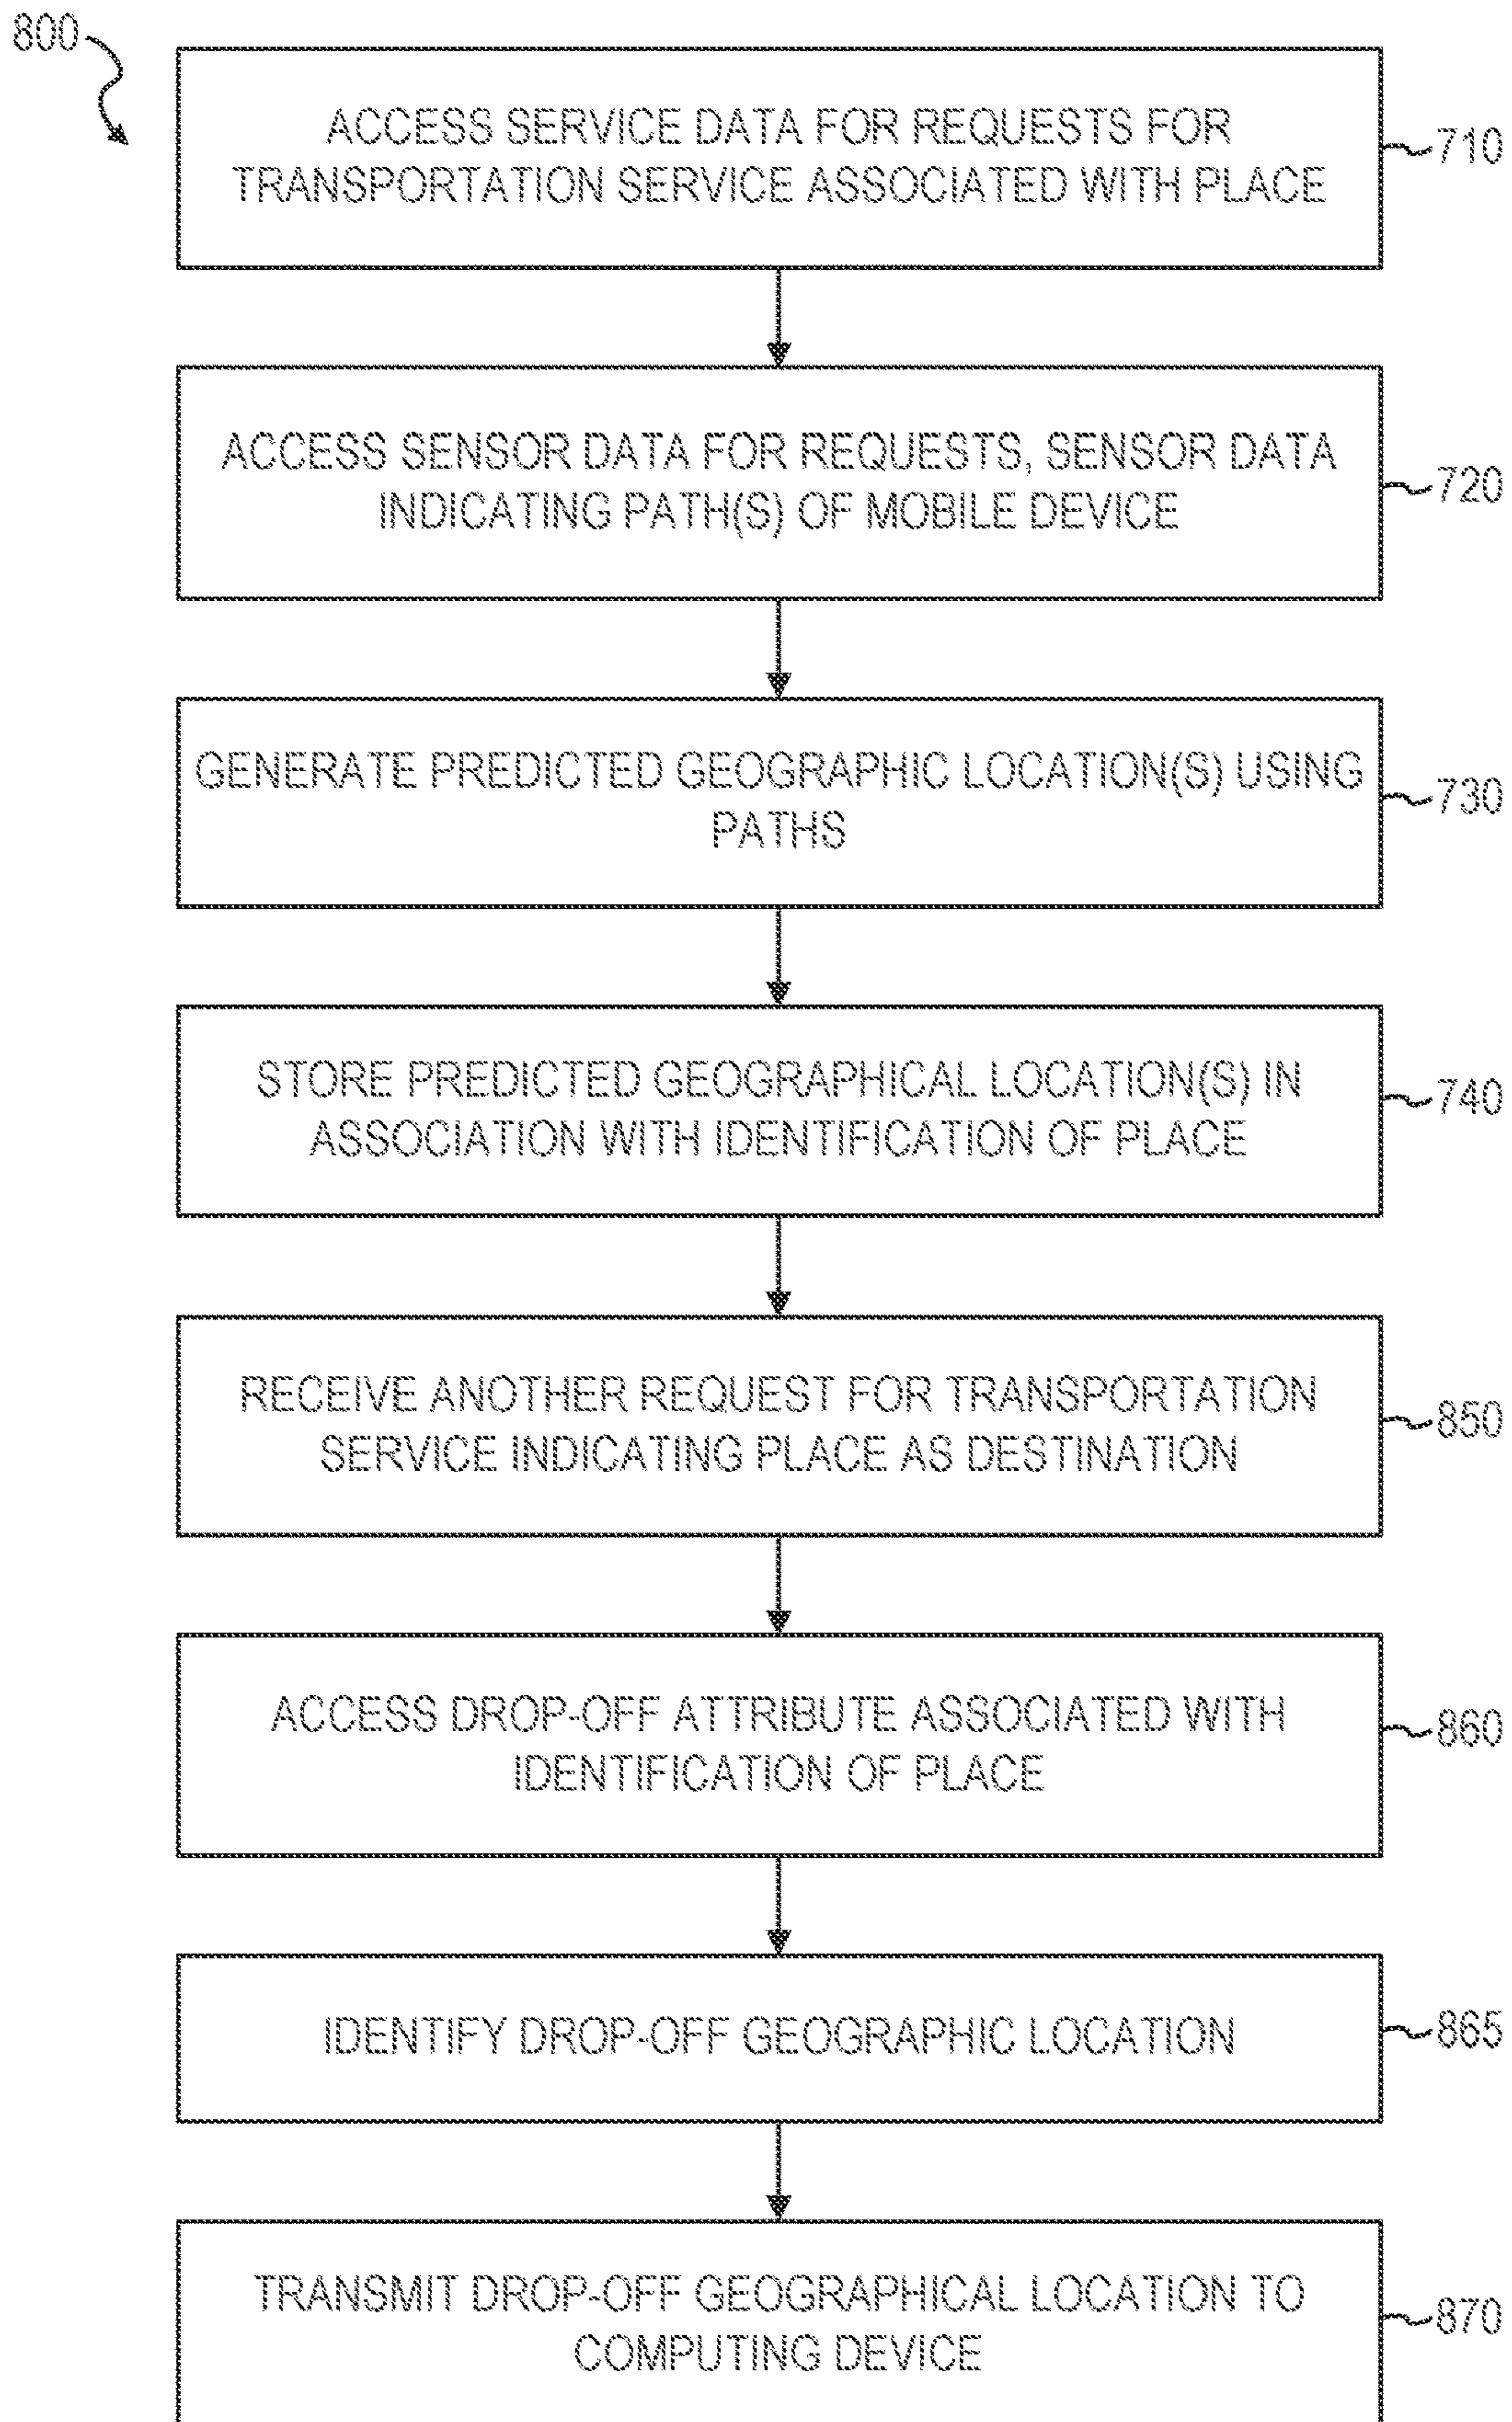 800
ACCESS SERVICE DATA FOR REQUESTS FOR
TRANSPORTATION SERVICE ASSOCIATED WITH PLACE
710
ACCESS SENSOR DATA FOR REQUESTS, SENSOR DATA
INDICATING PATH(S) OF MOBILE DEVICE
720
GENERATE PREDICTED GEOGRAPHIC LOCATION(S) USING
PATHS
730
STORE PREDICTED GEOGRAPHICAL LOCATION(S) IN
ASSOCIATION WITH IDENTIFICATION OF PLACE
740
RECEIVE ANOTHER REQUEST FOR TRANSPORTATION
SERVICE INDICATING PLACE AS DESTINATION
850
ACCESS DROP-OFF ATTRIBUTE ASSOCIATED WITH
IDENTIFICATION OF PLACE
860
IDENTIFY DROP-OFF GEOGRAPHIC LOCATION
865
TRANSMIT DROP-OFF GEOGRAPHICAL LOCATION TO
COMPUTING DEVICE
870